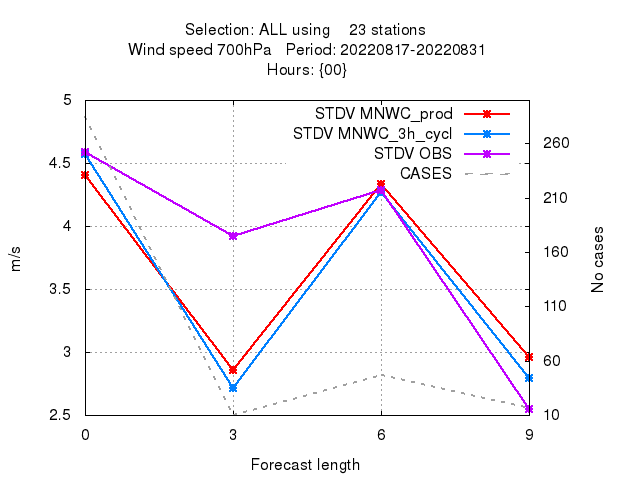 Selection: ALL using 23 stations
Wind speed 700hPa Period: 20220817-20220831
Hours: {00}
STDV MNWC_prod
STDV MNWC_3h_cycl
STDV OBS
CASES
5
4.5
4
3.5
3
2.5
m/s
260
210
160
110
60
10
No cases
0 3 6 9
Forecast length